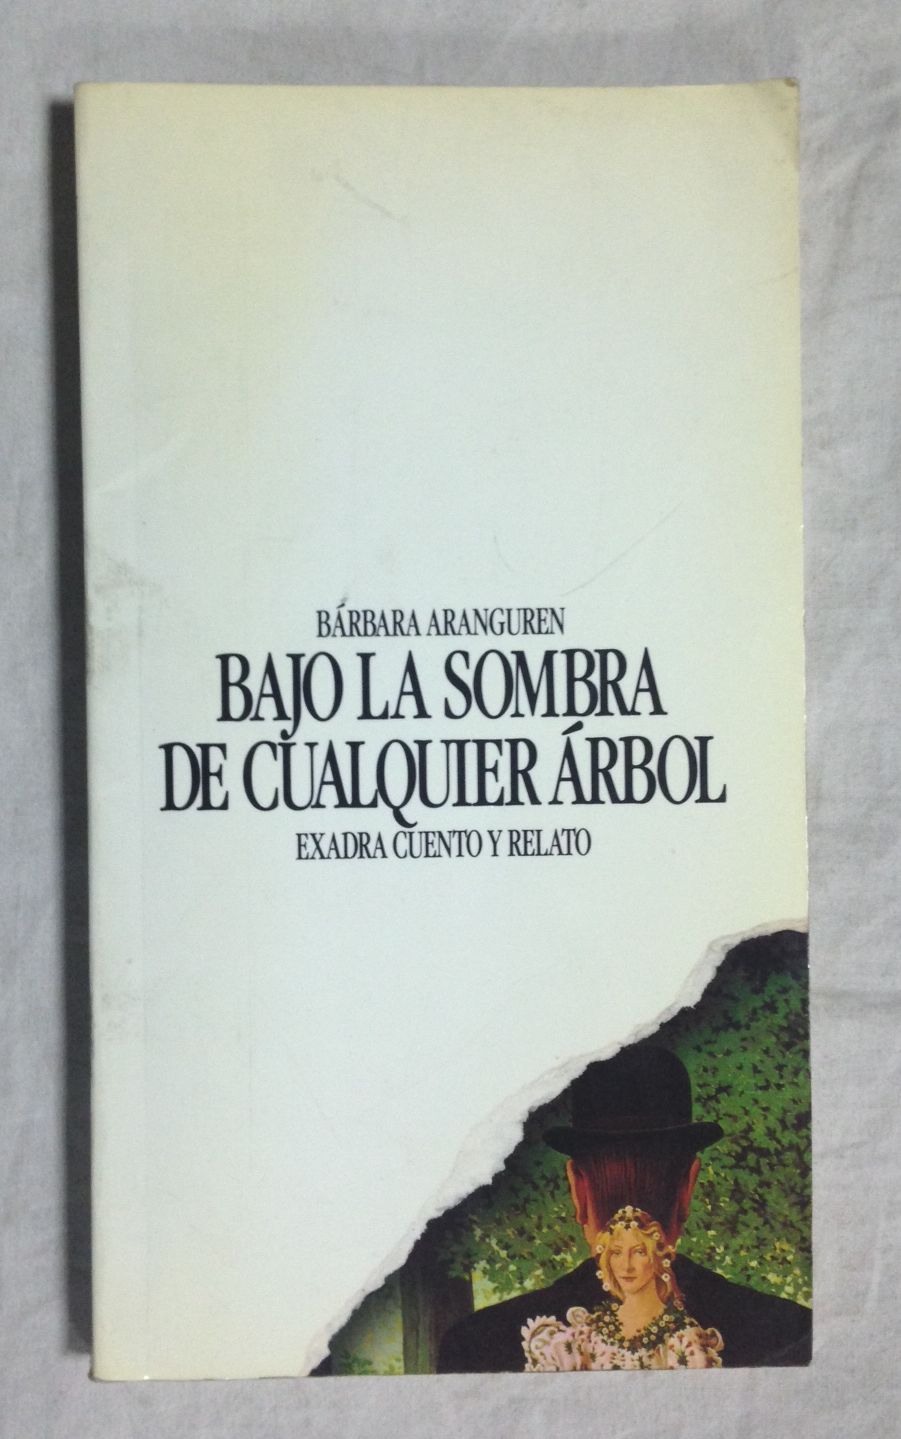 BÁRBARA ARANGUREN
BAJO LA SOMBRA
DE CUALQUIER ÁRBOL
EXADRA CUENTO Y RELATO